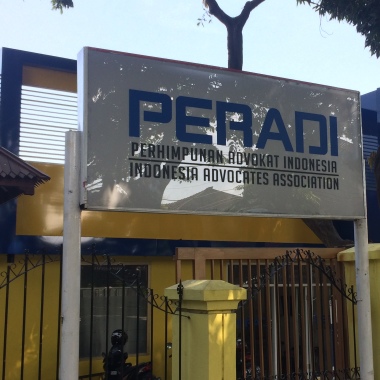 PERADI
PERHIMPUNAN ADVOKAT INDONESIA
INDONESIA ADVOCATES ASSOCIATION